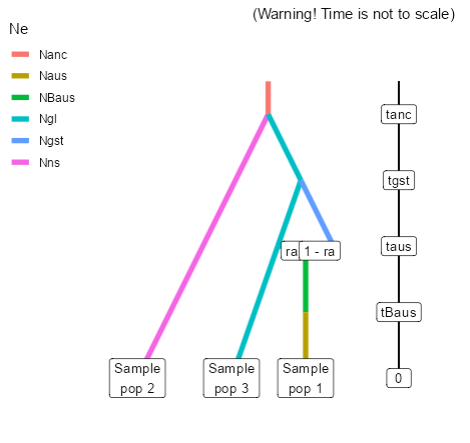 (Warning! Time is not to scale)
Ne
Nanc
Naus
NBaus
Ngl
Ngst
Nns
tanc
tgst
taus
ra
1 - ra
tBaus
0
Sample
pop 2
Sample
pop 3
Sample
pop 1